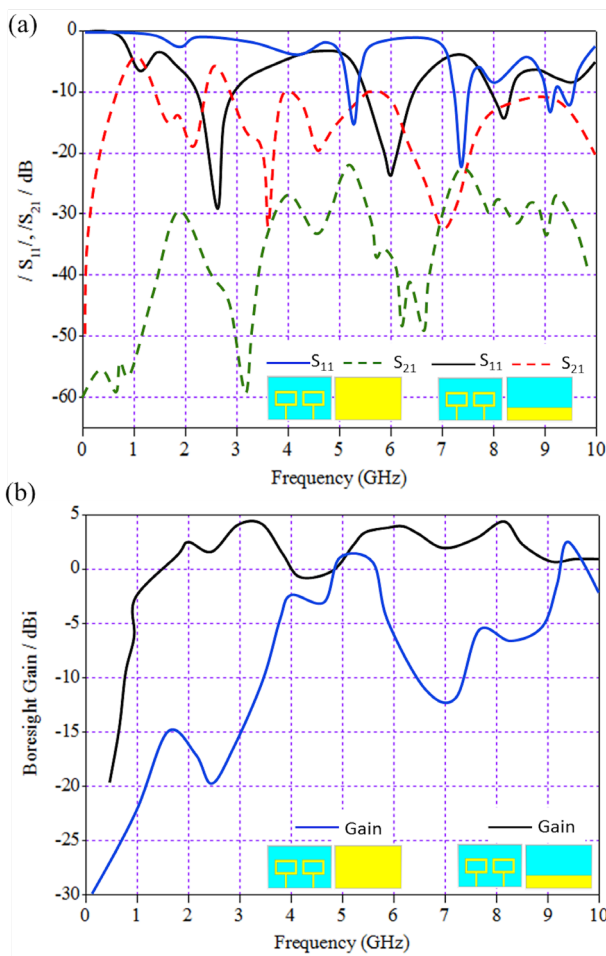 (a)
0
-10
-20
-30
-40
-50
-60
/ S11/ , /S21 / dB
S11 S21 S11 S21
0 1 2 3 4 5 6 7 8 9 10
Frequency (GHz)
(b)
5
0
-5
-10
-15
-20
-25
-30
Boresight Gain / dBi
Gain Gain
0 1 2 3 4 5 6 7 8 9 10
Frequency (GHz)